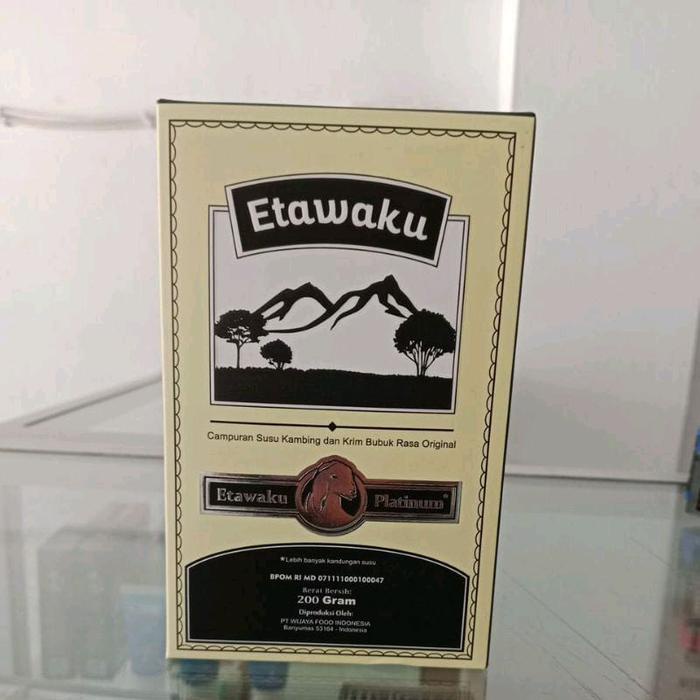 Etawaku
Campuran Susu Kambing dan Krim Bubuk Rasa Original
Etawaku Platinum*
*Lebih banyak kandungan susu
BPOM RI MD 071111000100047
Berat Bersih:
200 Gram
Diproduksi Oleh:
PT WIJAYA FOOD INDONESIA
Banyumas 53164 - Indonesia